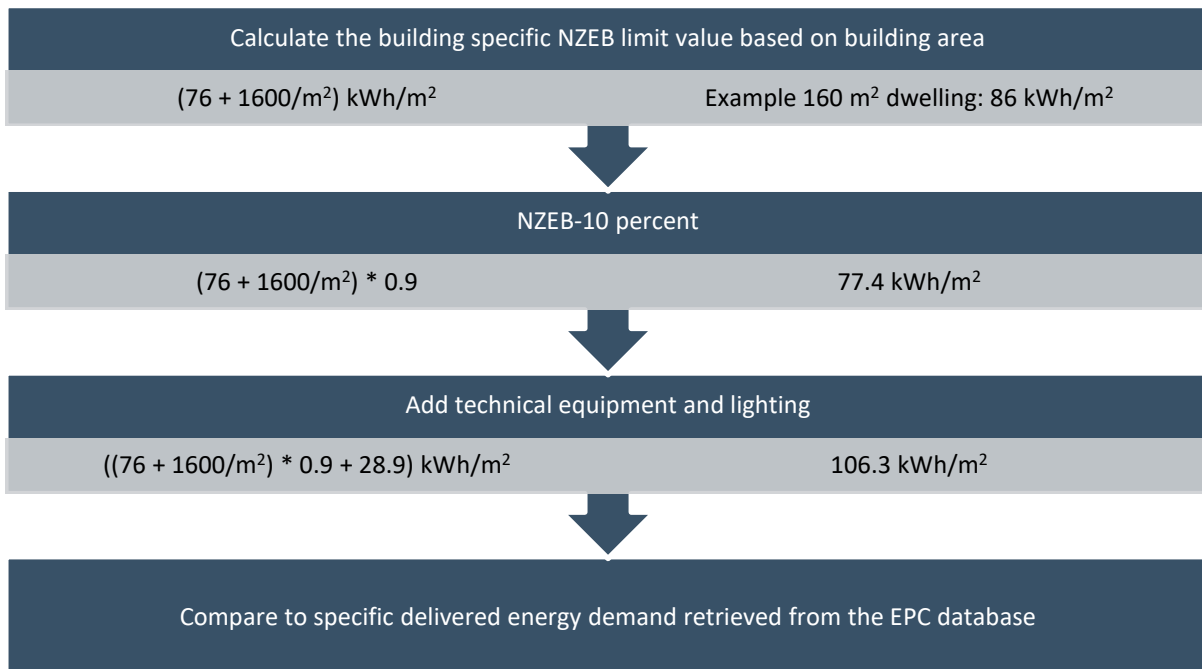 Calculate the building specific NZEB limit value based on building area
(76 + 1600/m²) kWh/m²
Example 160 m² dwelling: 86 kWh/m²
NZEB-10 percent
(76 + 1600/m²) * 0.9
77.4 kWh/m²
Add technical equipment and lighting
((76 + 1600/m²) * 0.9 + 28.9) kWh/m²
106.3 kWh/m²
Compare to specific delivered energy demand retrieved from the EPC database